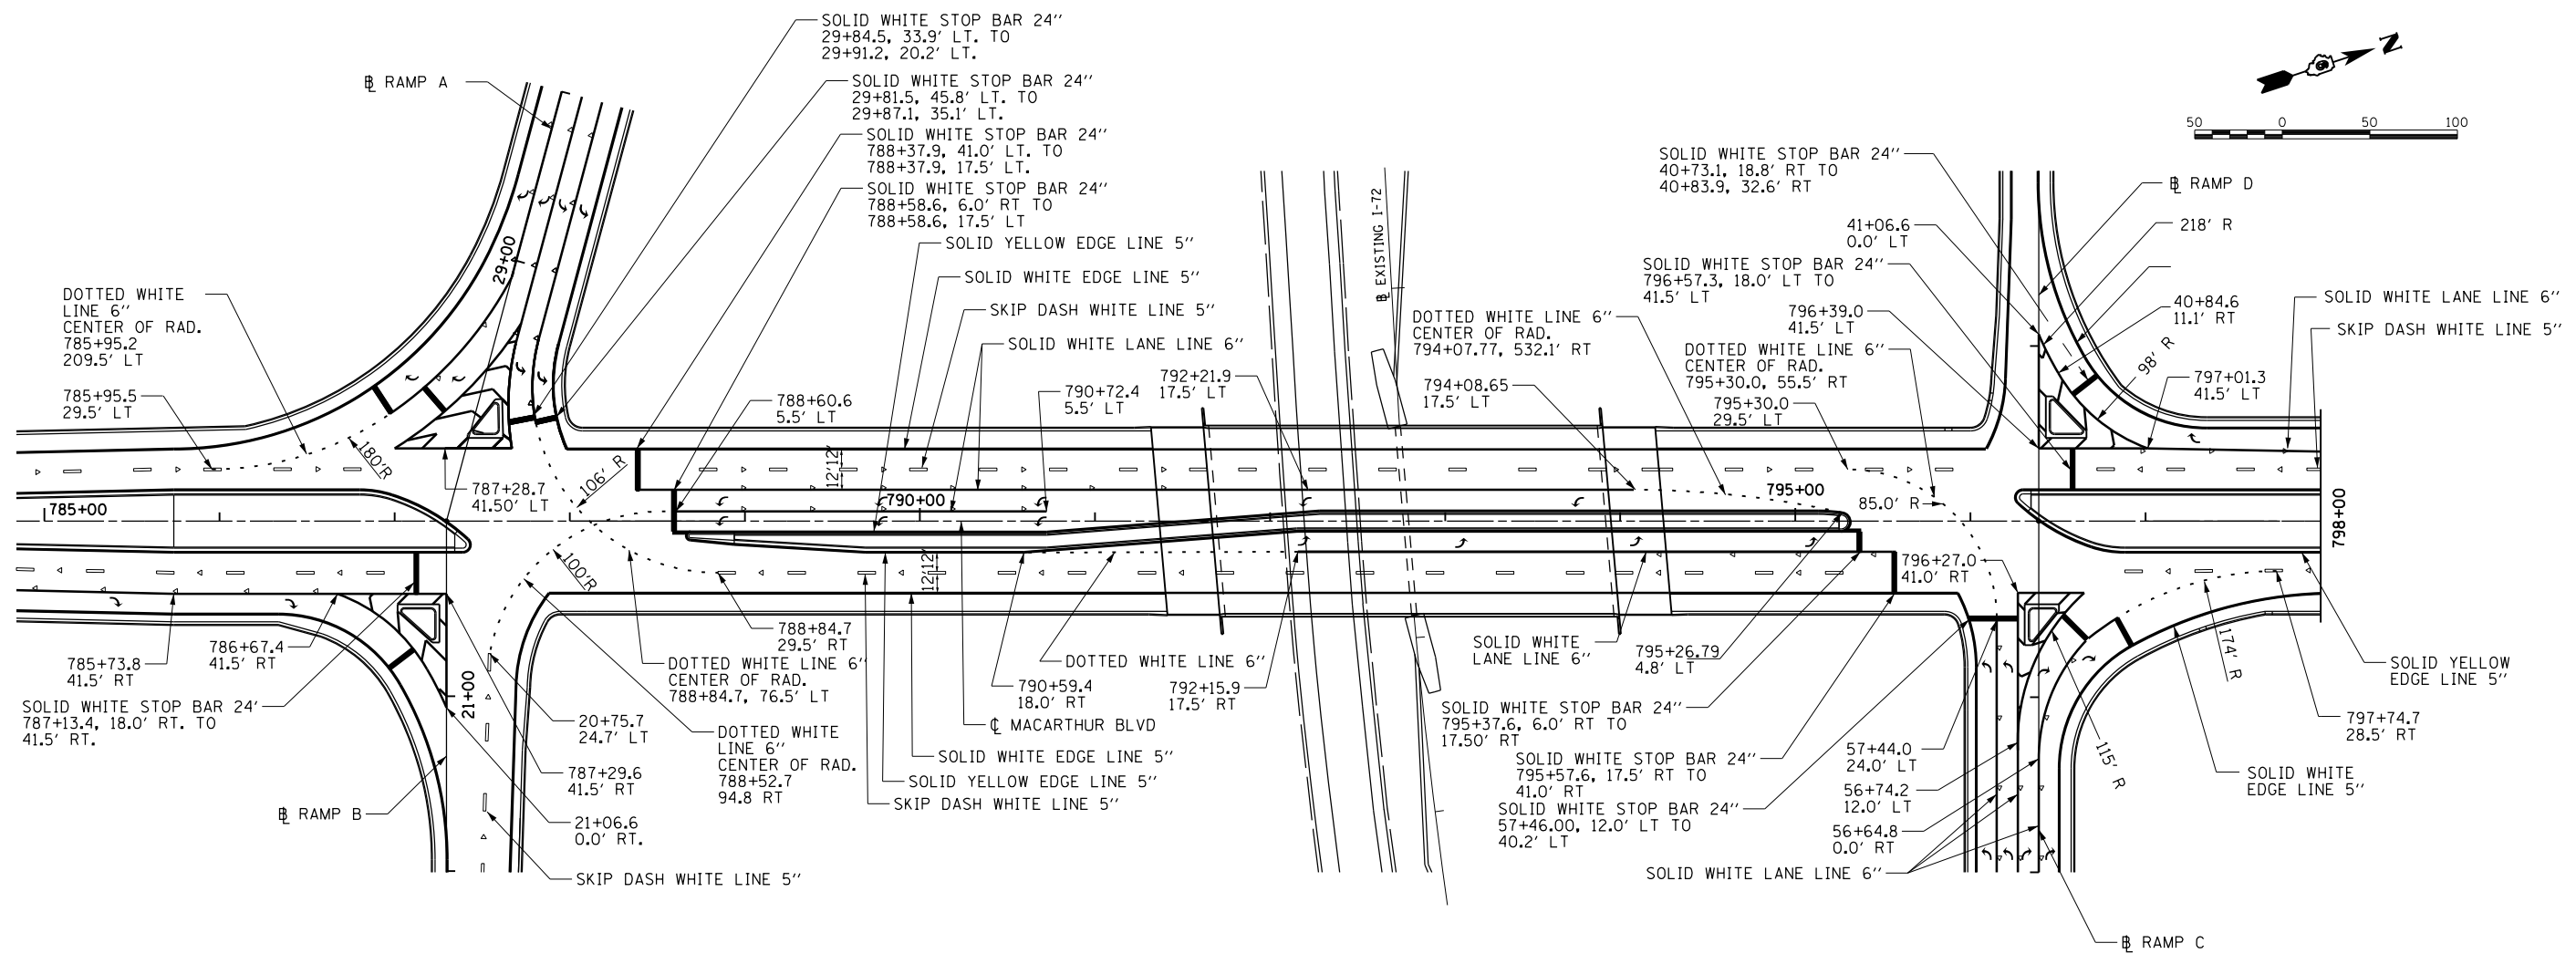 SOLID WHITE STOP BAR 24"
29+84.5, 33.9' LT. TO
29+91.2, 20.2' LT.
℄ RAMP A
SOLID WHITE STOP BAR 24"
29+81.5, 45.8' LT. TO
29+87.1, 35.1' LT.
SOLID WHITE STOP BAR 24"
788+37.9, 41.0' LT. TO
788+37.9, 17.5' LT.
SOLID WHITE STOP BAR 24"
788+58.6, 6.0' RT TO
788+58.6, 17.5' LT
SOLID YELLOW EDGE LINE 5"
SOLID WHITE EDGE LINE 5"
SKIP DASH WHITE LINE 5"
SOLID WHITE LANE LINE 6"
N
50 0 50 100
SOLID WHITE STOP BAR 24"
40+73.1, 18.8' RT TO
40+83.9, 32.6' RT
℄ RAMP D
41+06.6
0.0' LT
218' R
SOLID WHITE STOP BAR 24"
796+57.3, 18.0' LT TO
41.5' LT
796+39.0
41.5' LT
40+84.6
11.1' RT
SOLID WHITE LANE LINE 6"
SKIP DASH WHITE LINE 5"
98' R
797+01.3
41.5' LT
29+00
DOTTED WHITE
LINE 6"
CENTER OF RAD.
785+95.2
209.5' LT
785+95.5
29.5' LT
℄ EXISTING I-72
DOTTED WHITE LINE 6"
CENTER OF RAD.
794+07.77, 532.1' RT
DOTTED WHITE LINE 6"
CENTER OF RAD.
795+30.0, 55.5' RT
795+30.0
29.5' LT
794+08.65
17.5' LT
792+21.9
17.5' LT
790+72.4
5.5' LT
788+60.6
5.5' LT
180'R
106' R
12'12'
787+28.7
41.50' LT
785+00
790+00
795+00
85.0' R
798+00
100'R
12'12'
796+27.0
41.0' RT
785+73.8
41.5' RT
786+67.4
41.5' RT
SOLID WHITE STOP BAR 24'
787+13.4, 18.0' RT. TO
41.5' RT.
21+00
788+84.7
29.5' RT
DOTTED WHITE LINE 6"
CENTER OF RAD.
788+84.7, 76.5' LT
DOTTED WHITE LINE 6"
790+59.4
18.0' RT
792+15.9
17.5' RT
℄ MACARTHUR BLVD
SOLID WHITE
LANE LINE 6"
795+26.79
4.8' LT
20+75.7
24.7' LT
DOTTED WHITE
LINE 6"
CENTER OF RAD.
788+52.7
94.8 RT
SOLID WHITE EDGE LINE 5"
SOLID YELLOW EDGE LINE 5"
SKIP DASH WHITE LINE 5"
787+29.6
41.5' RT
℄ RAMP B
21+06.6
0.0' RT.
SKIP DASH WHITE LINE 5"
SOLID WHITE STOP BAR 24"
795+37.6, 6.0' RT TO
17.50' RT
SOLID WHITE STOP BAR 24"
795+57.6, 17.5' RT TO
41.0' RT
SOLID WHITE STOP BAR 24"
57+46.00, 12.0' LT TO
40.2' LT
57+44.0
24.0' LT
56+74.2
12.0' LT
56+64.8
0.0' RT
SOLID WHITE LANE LINE 6"
174' R
115' R
SOLID YELLOW
EDGE LINE 5"
797+74.7
28.5' RT
SOLID WHITE
EDGE LINE 5"
℄ RAMP C